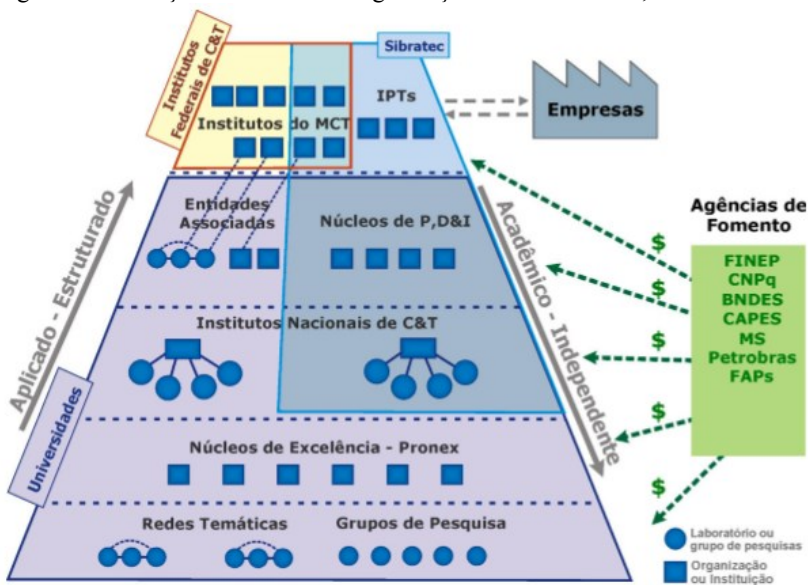 Sibratec
Institutos
Federais de C&T
Institutos do MCT
IPTs
Empresas
Entidades
Associadas
Núcleos de P,D&I
Agências de
Fomento
FINEP
CNPq
BNDES
CAPES
MS
Petrobras
FAPs
$
$
$
$
$
Aplicado - Estruturado
Acadêmico - Independente
Institutos Nacionais de C&T
Universidades
Núcleos de Excelência - Pronex
Redes Temáticas
Grupos de Pesquisa
Laboratório ou
grupo de pesquisas
Organização
ou Instituição